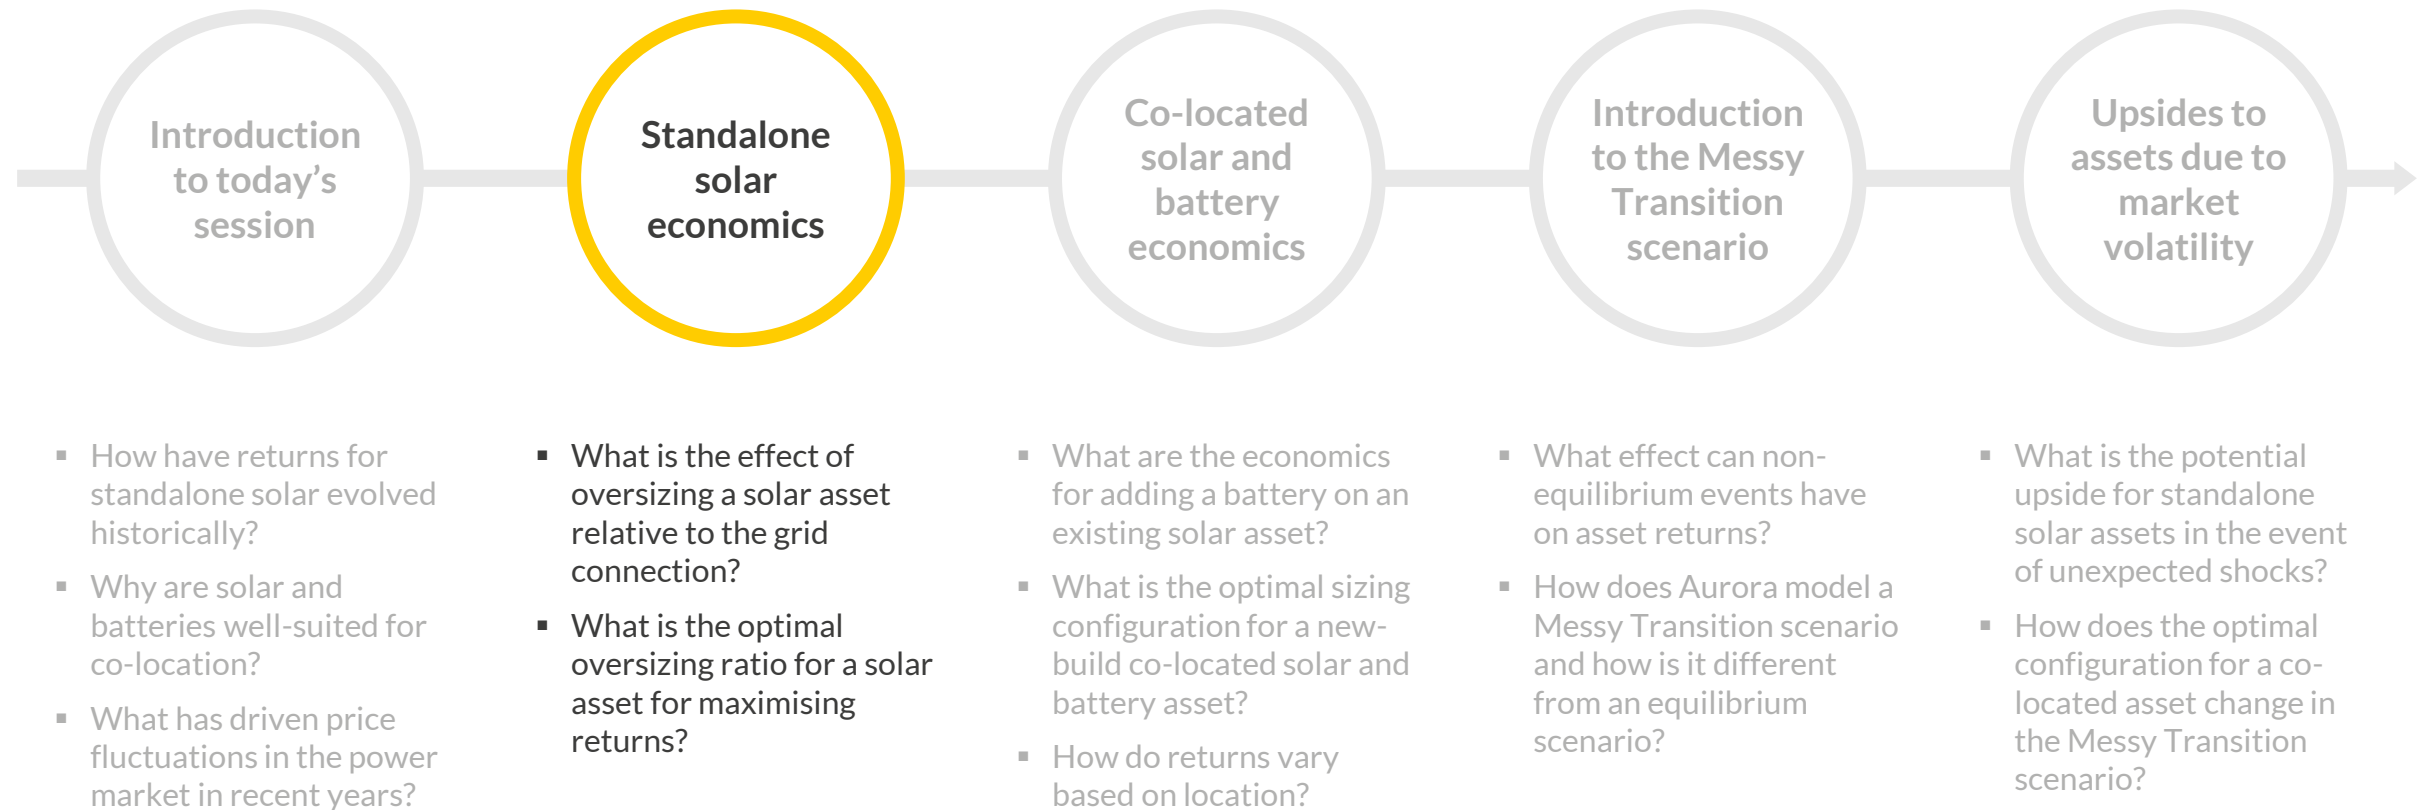 Introduction
to today’s
session
Standalone
solar
economics
Co-located
solar and
battery
economics
Introduction
to the Messy
Transition
scenario
Upsides to
assets due to
market
volatility
▪ How have returns for
standalone solar evolved
historically?
▪ Why are solar and
batteries well-suited for
co-location?
▪ What has driven price
fluctuations in the power
market in recent years?
▪ What is the effect of
oversizing a solar asset
relative to the grid
connection?
▪ What is the optimal
oversizing ratio for a solar
asset for maximising
returns?
▪ What are the economics
for adding a battery on an
existing solar asset?
▪ What is the optimal sizing
configuration for a new-
build co-located solar and
battery asset?
▪ How do returns vary
based on location?
▪ What effect can non-
equilibrium events have
on asset returns?
▪ How does Aurora model a
Messy Transition scenario
and how is it different
from an equilibrium
scenario?
▪ What is the potential
upside for standalone
solar assets in the event
of unexpected shocks?
▪ How does the optimal
configuration for a co-
located asset change in
the Messy Transition
scenario?